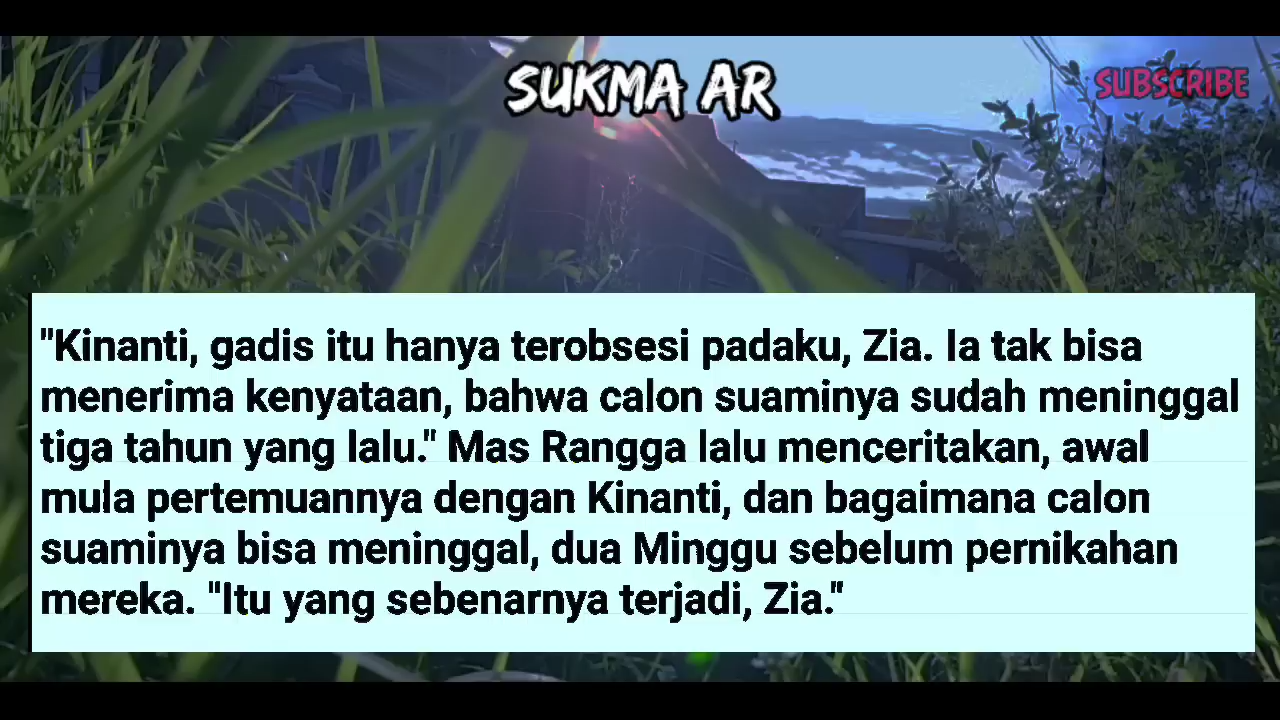 SUKMA AR
SUBSCRIBE
"Kinanti, gadis itu hanya terobsesi padaku, Zia. Ia tak bisa
menerima kenyataan, bahwa calon suaminya sudah meninggal
tiga tahun yang lalu." Mas Rangga lalu menceritakan, awal
mula pertemuannya dengan Kinanti, dan bagaimana calon
suaminya bisa meninggal, dua Minggu sebelum pernikahan
mereka. "Itu yang sebenarnya terjadi, Zia."